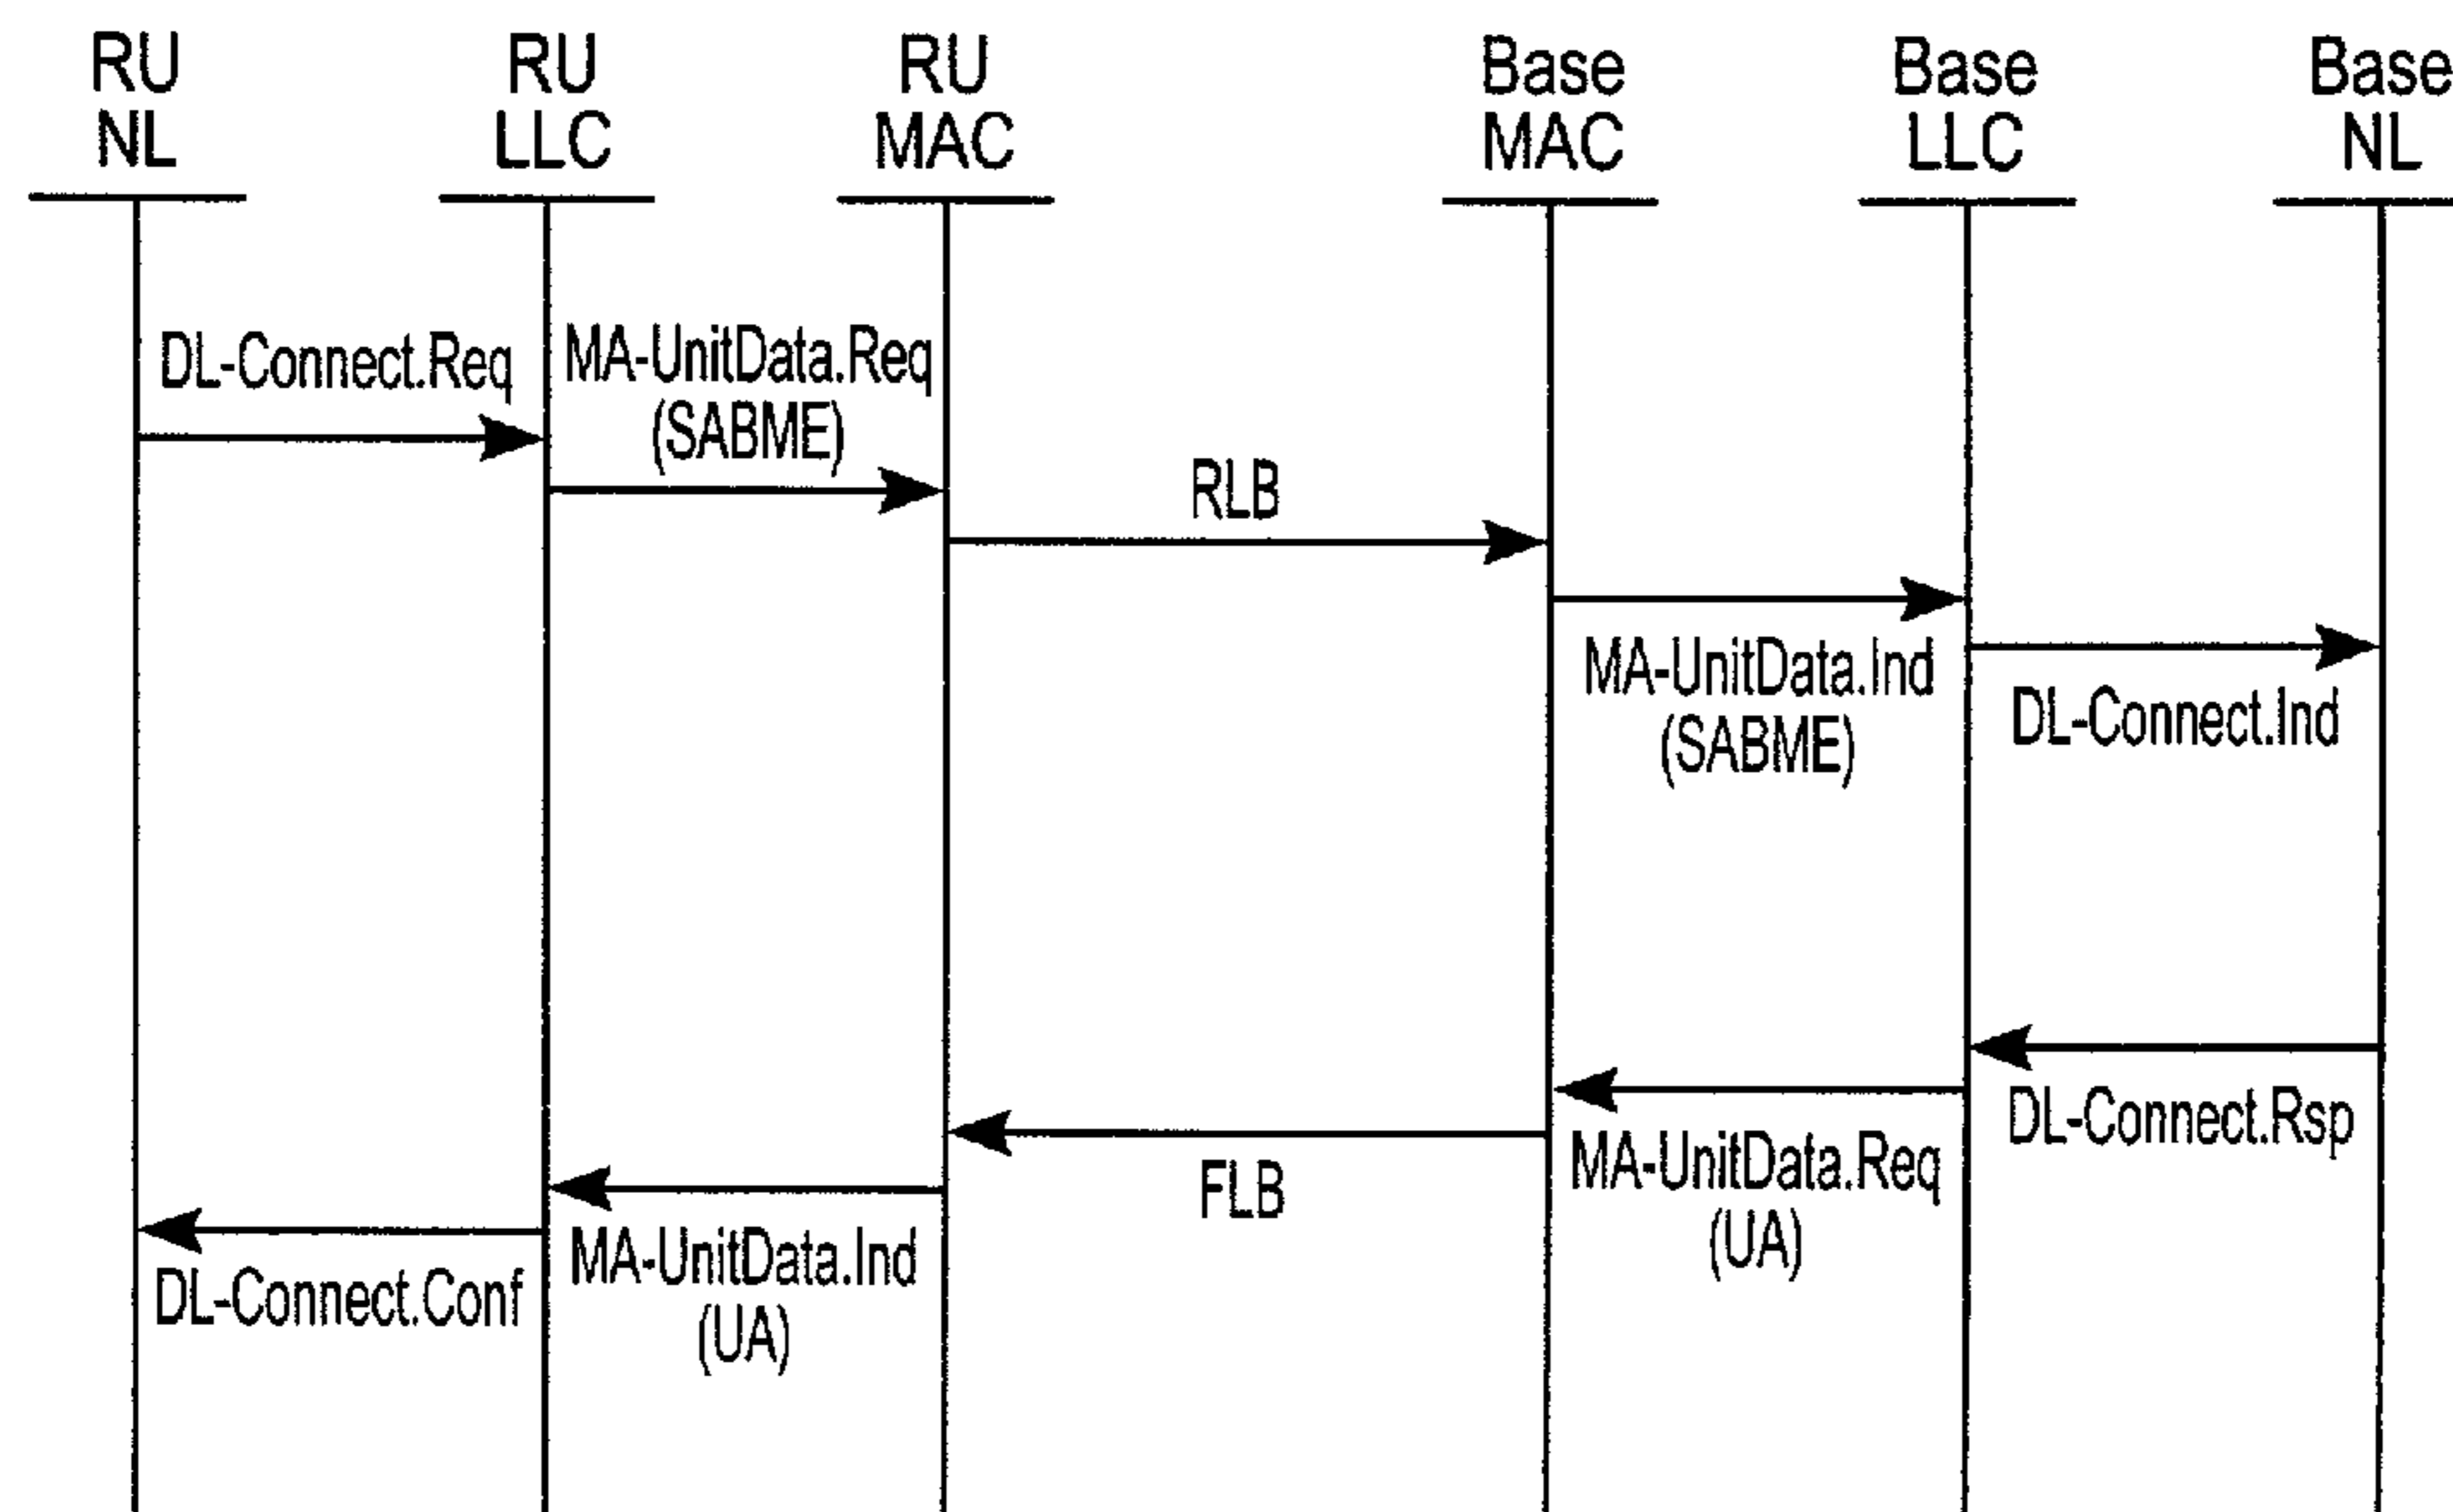 RU
NL
RU
LLC
RU
MAC
Base
MAC
Base
LLC
Base
NL
DL-Connect.Req
MA-UnitData.Req
(SABME)
RLB
MA-UnitData.Ind
(SABME)
DL-Connect.Ind
DL-Connect.Rsp
MA-UnitData.Req
(UA)
FLB
MA-UnitData.Ind
(UA)
DL-Connect.Conf